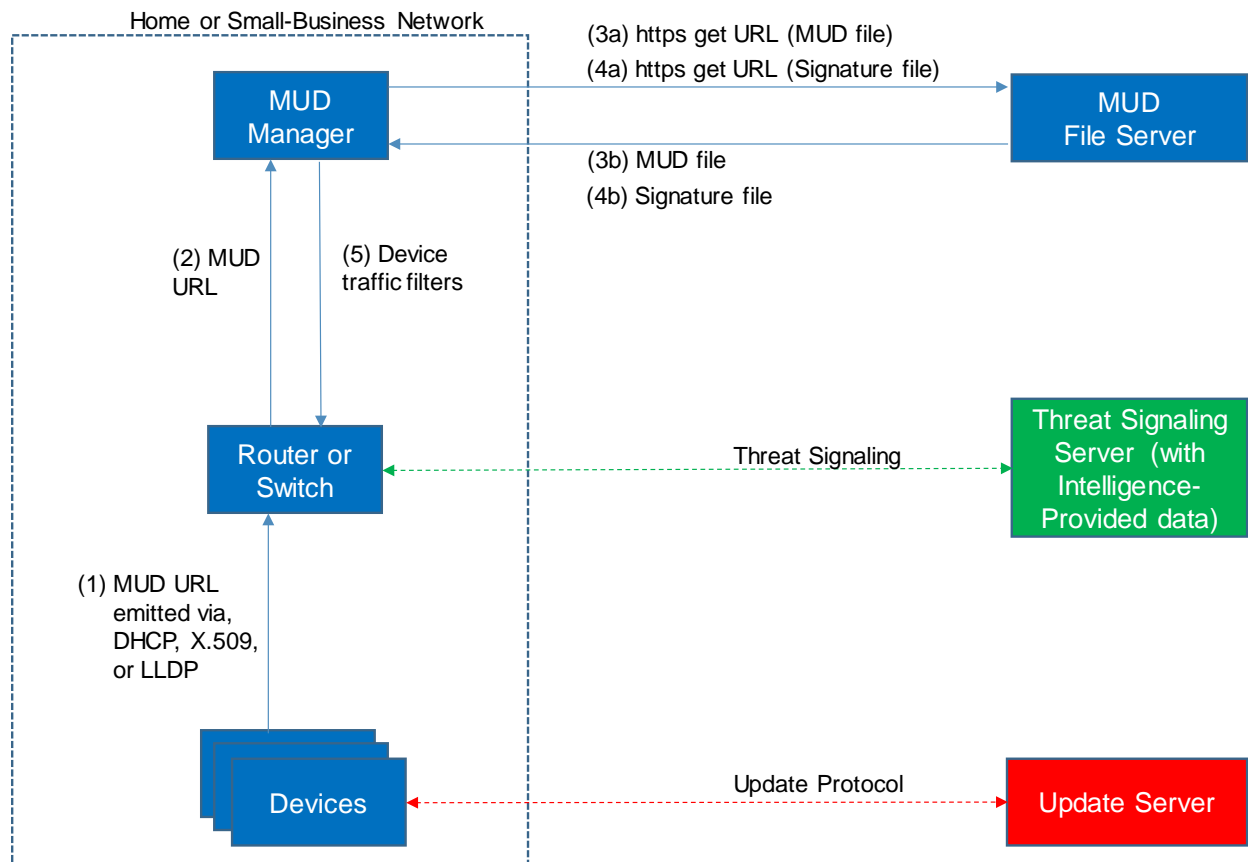 Home or Small-Business Network
(3a) https get URL (MUD file)
(4a) https get URL (Signature file)
MUD
Manager
MUD
File Server
(3b) MUD file
(4b) Signature file
(2) MUD
URL
(5) Device
traffic filters
Router or
Switch
Threat Signaling
Threat Signaling
Server (with
Intelligence-
Provided data)
(1) MUD URL
emitted via,
DHCP, X.509,
or LLDP
Devices
Update Protocol
Update Server